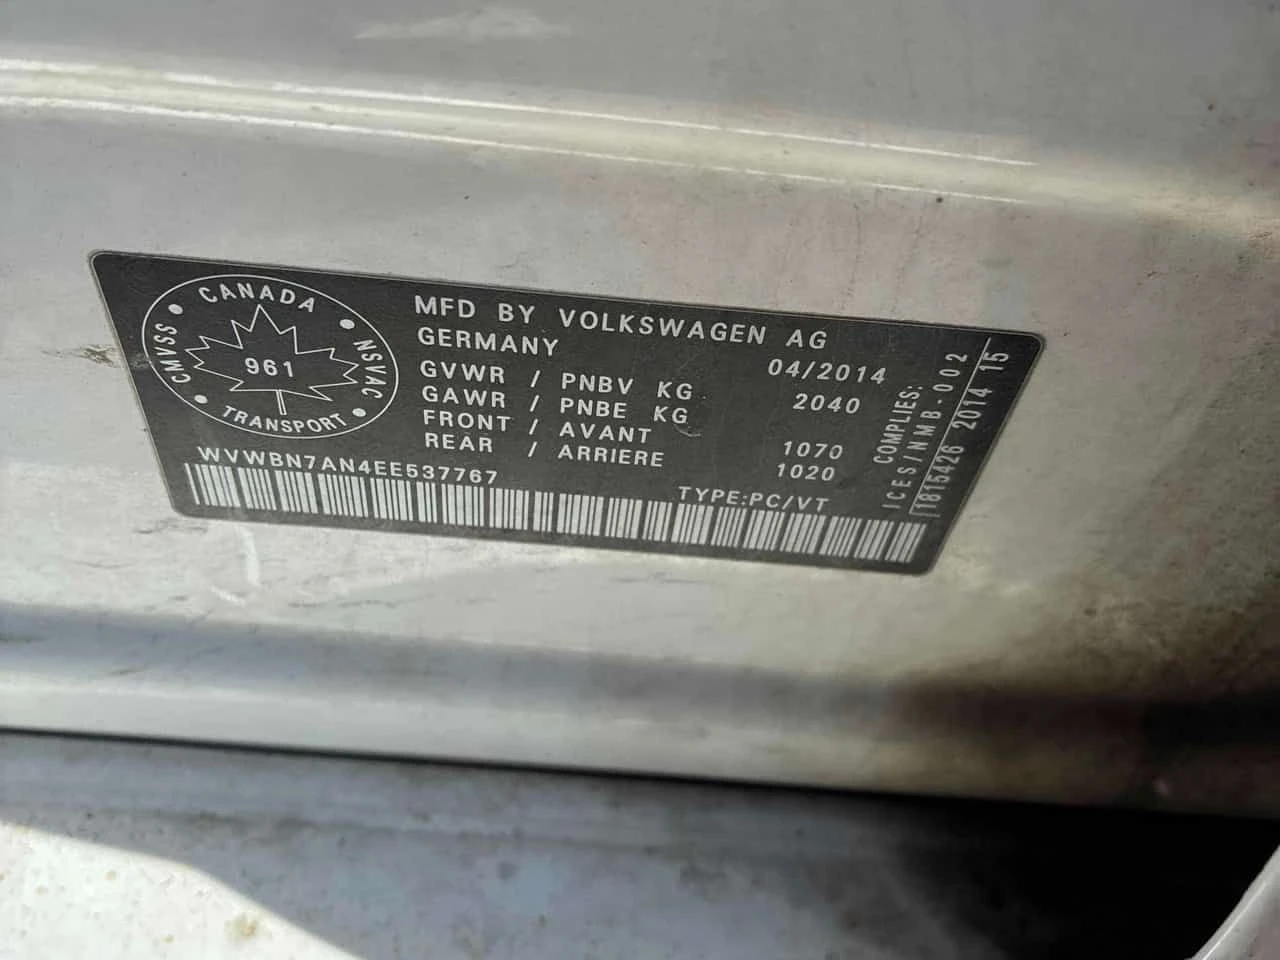 CANADA
CMVSS
NSVAC
961
TRANSPORT
MFD BY VOLKSWAGEN AG
GERMANY 04/2014
GVWR / PNBV KG 2040
GAWR / PNBE KG
FRONT / AVANT 1070
REAR / ARRIERE 1020
WVWBN7AN4EE537767
TYPE:PC/VT
COMPLIES:
ICES/NMB-002
1815426 2014 15